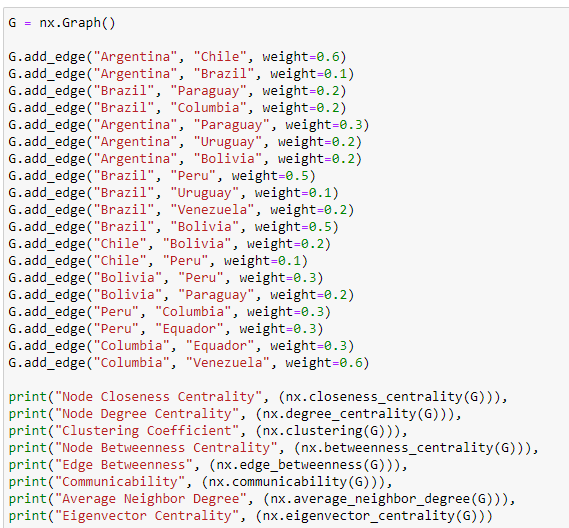 G = nx.Graph()
G.add_edge("Argentina", "Chile", weight=0.6)
G.add_edge("Argentina", "Brazil", weight=0.1)
G.add_edge("Brazil", "Paraguay", weight=0.2)
G.add_edge("Brazil", "Columbia", weight=0.2)
G.add_edge("Argentina", "Paraguay", weight=0.3)
G.add_edge("Argentina", "Uruguay", weight=0.2)
G.add_edge("Argentina", "Bolivia", weight=0.2)
G.add_edge("Brazil", "Peru", weight=0.5)
G.add_edge("Brazil", "Uruguay", weight=0.1)
G.add_edge("Brazil", "Venezuela", weight=0.2)
G.add_edge("Brazil", "Bolivia", weight=0.5)
G.add_edge("Chile", "Bolivia", weight=0.2)
G.add_edge("Chile", "Peru", weight=0.1)
G.add_edge("Bolivia", "Peru", weight=0.3)
G.add_edge("Bolivia", "Paraguay", weight=0.2)
G.add_edge("Peru", "Columbia", weight=0.3)
G.add_edge("Peru", "Equador", weight=0.3)
G.add_edge("Columbia", "Equador", weight=0.3)
G.add_edge("Columbia", "Venezuela", weight=0.6)
print("Node Closeness Centrality", (nx.closeness_centrality(G))),
print("Node Degree Centrality", (nx.degree_centrality(G))),
print("Clustering Coefficient", (nx.clustering(G))),
print("Node Betweenness Centrality", (nx.betweenness_centrality(G))),
print("Edge Betweenness", (nx.edge_betweenness(G))),
print("Communicability", (nx.communicability(G))),
print("Average Neighbor Degree", (nx.average_neighbor_degree(G))),
print("Eigenvector Centrality", (nx.eigenvector_centrality(G)))